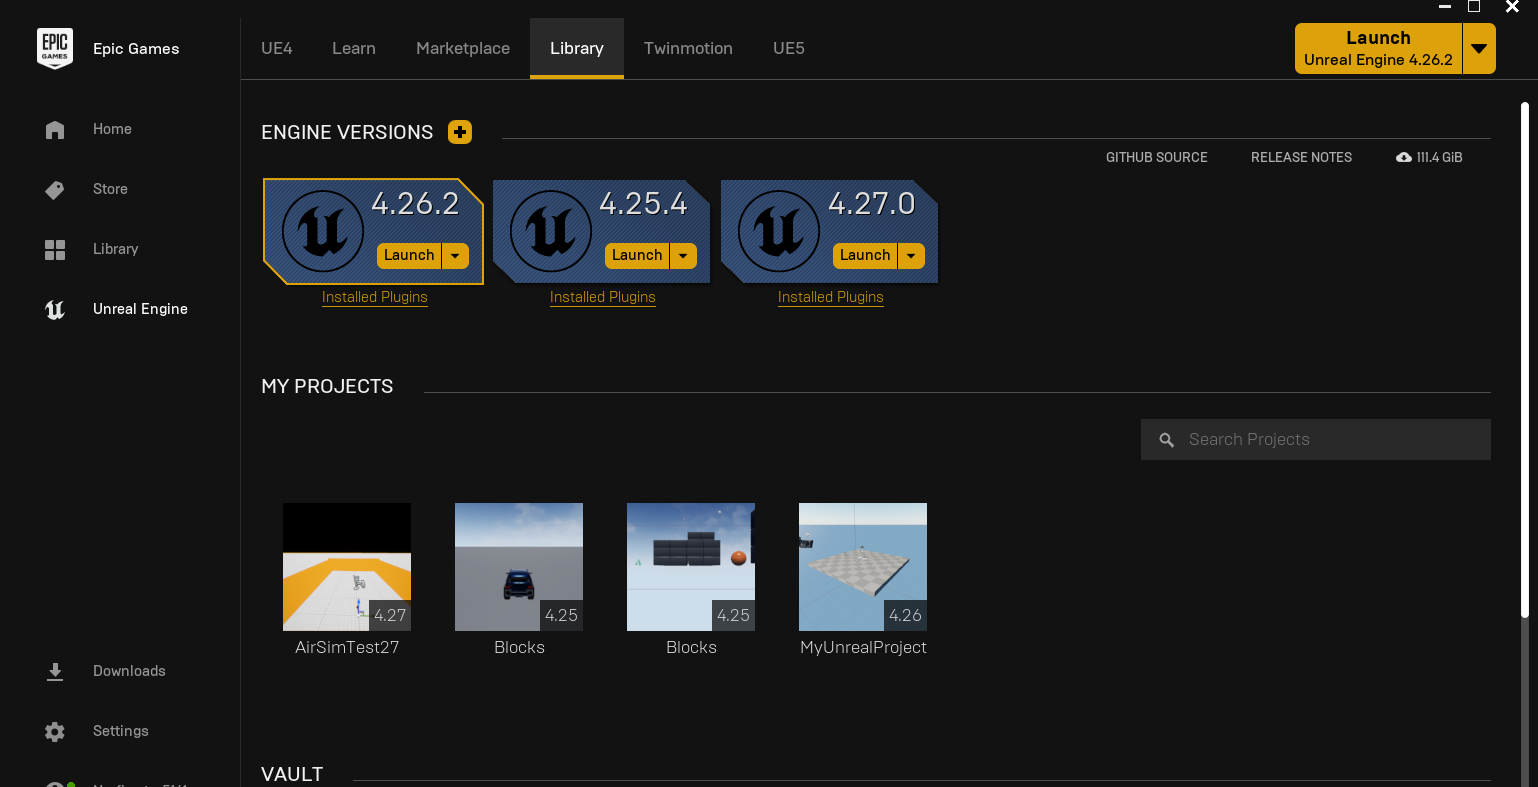 EPIC
GAMES
Epic Games
UE4
Learn
Marketplace
Library
Twinmotion
UE5
Launch
Unreal Engine 4.26.2
Home
Store
Library
Unreal Engine
Downloads
Settings
ENGINE VERSIONS
GITHUB SOURCE
RELEASE NOTES
111.4 GiB
4.26.2
Launch
Installed Plugins
4.25.4
Launch
Installed Plugins
4.27.0
Launch
Installed Plugins
MY PROJECTS
Search Projects
4.27
AirSimTest27
4.25
Blocks
4.25
Blocks
4.26
MyUnrealProject
VAULT